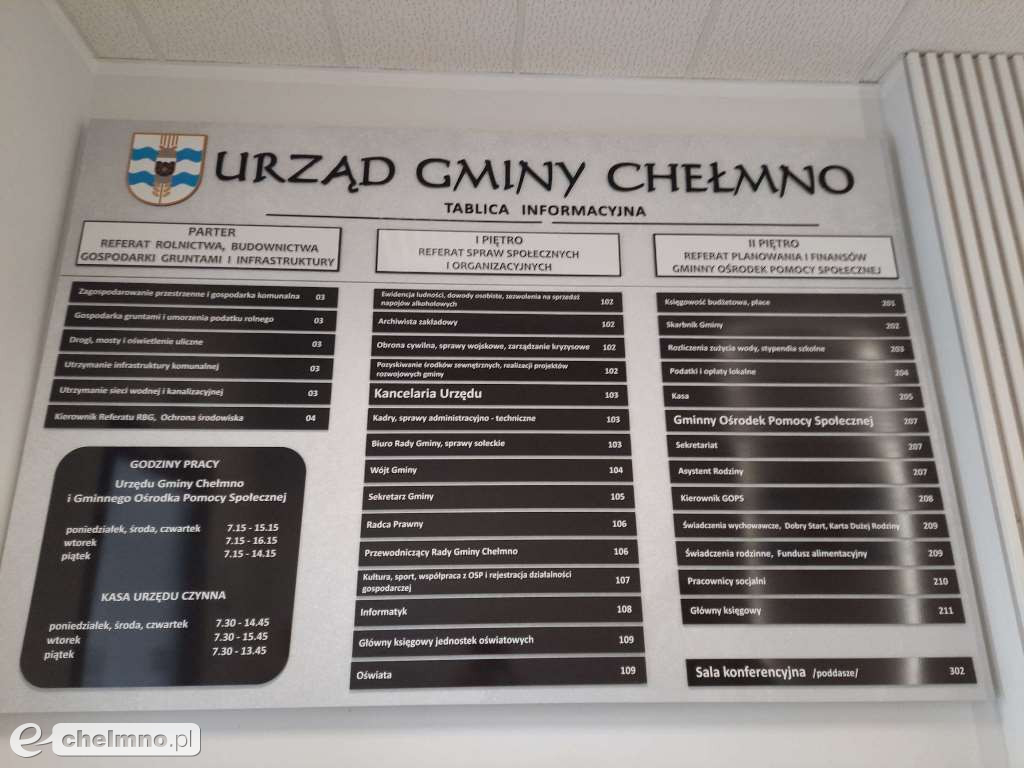 URZĄD GMINY CHEŁMNO
TABLICA INFORMACYJNA
PARTER
REFERAT ROLNICTWA, BUDOWNICTWA
GOSPODARKI GRUNTAMI I INFRASTRUKTURY
Zagospodarowanie przestrzenne i gospodarka komunalna 03
Gospodarka gruntami i umorzenia podatku rolnego 03
Drogi, mosty i oświetlenie uliczne 03
Utrzymanie infrastruktury komunalnej 03
Utrzymanie sieci wodnej i kanalizacyjnej 03
Kierownik Referatu RBG, Ochrona środowiska 04
GODZINY PRACY
Urzędu Gminy Chełmno
i Gminnego Ośrodka Pomocy Społecznej
poniedziałek, środa, czwartek 7.15 - 15.15
wtorek 7.15 - 16.15
piątek 7.15 - 14.15
KASA URZĘDU CZYNNA
poniedziałek, środa, czwartek 7.30 - 14.45
wtorek 7.30 - 15.45
piątek 7.30 - 13.45
I PIĘTRO
REFERAT SPRAW SPOŁECZNYCH
I ORGANIZACYJNYCH
Ewidencja ludności, dowody osobiste, zezwolenia na sprzedaż
napojów alkoholowych 102
Archiwista zakładowy 102
Obrona cywilna, sprawy wojskowe, zarządzanie kryzysowe 102
Pozyskiwanie środków zewnętrznych, realizacji projektów
rozwojowych gminy 102
Kancelaria Urzędu 103
Kadry, sprawy administracyjno - techniczne 103
Biuro Rady Gminy, sprawy sołeckie 103
Wójt Gminy 104
Sekretarz Gminy 105
Radca Prawny 106
Przewodniczący Rady Gminy Chełmno 106
Kultura, sport, współpraca z OSP i rejestracja działalności
gospodarczej 107
Informatyk 108
Główny księgowy jednostek oświatowych 109
Oświata 109
II PIĘTRO
REFERAT PLANOWANIA I FINANSÓW
GMINNY OŚRODEK POMOCY SPOŁECZNEJ
Księgowość budżetowa, płace 201
Skarbnik Gminy 202
Rozliczenia zużycia wody, stypendia szkolne 203
Podatki i opłaty lokalne 204
Kasa 205
Gminny Ośrodek Pomocy Społecznej 207
Sekretariat 207
Asystent Rodziny 207
Kierownik GOPS 208
Świadczenia wychowawcze, Dobry Start, Karta Dużej Rodziny 209
Świadczenia rodzinne, Fundusz alimentacyjny 209
Pracownicy socjalni 210
Główny księgowy 211
Sala konferencyjna /poddasze/ 302
e-chelmno.pl